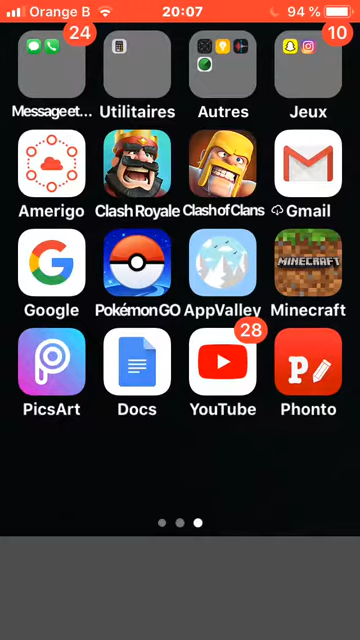 Orange B 20:07 94 %
24 10
Message et... Utilitaires Autres Jeux
Amerigo Clash Royale Clash of Clans Gmail
MINECRAFT
Google Pokémon GO AppValley Minecraft
28
PicsArt Docs YouTube Phonto